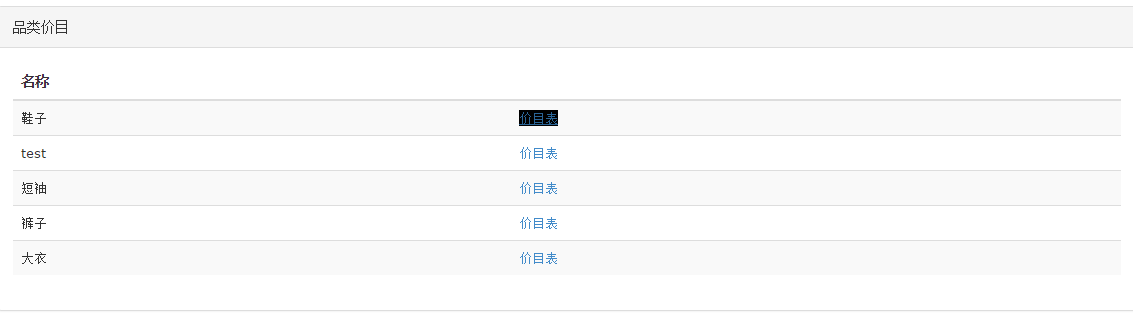 品类价目
名称
鞋子 价目表
test 价目表
短袖 价目表
裤子 价目表
大衣 价目表